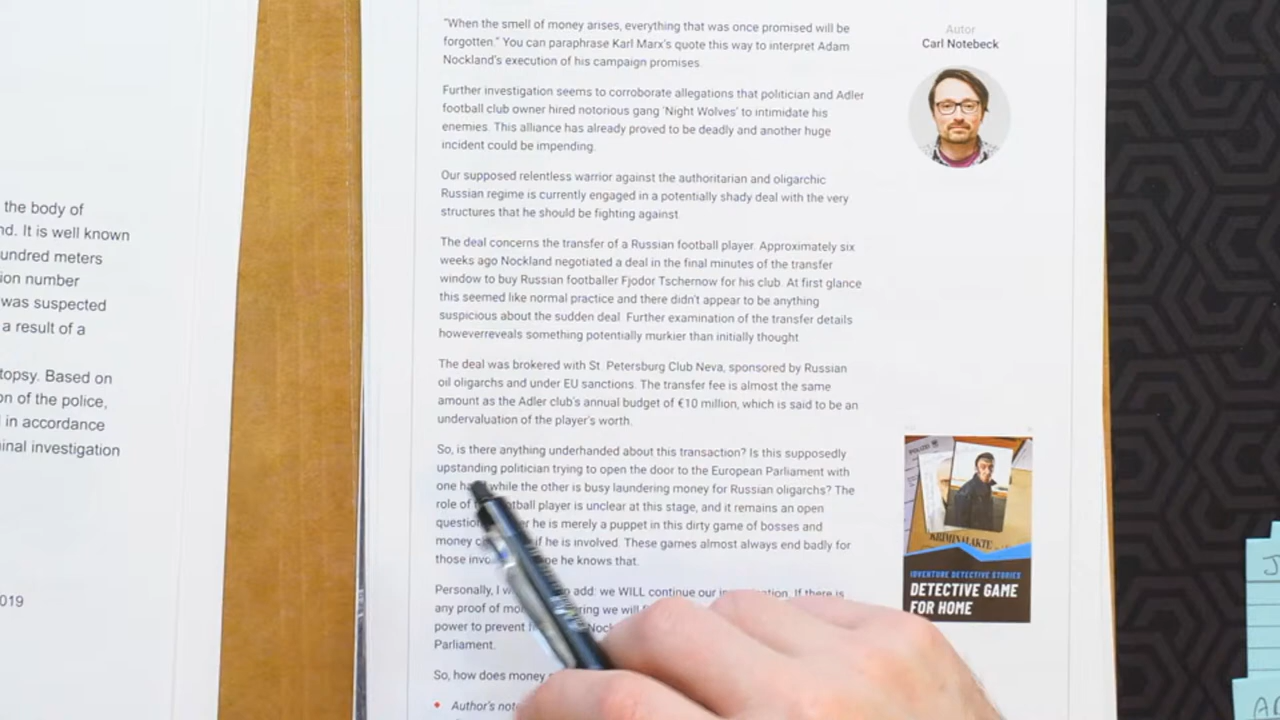 the body of
nd. It is well known
undred meters
ion number
was suspected
a result of a
topsy. Based on
on of the police,
in accordance
inal investigation
019
"When the smell of money arises, everything that was once promised will be
forgotten." You can paraphrase Karl Marx's quote this way to interpret Adam
Nockland's execution of his campaign promises.
Further investigation seems to corroborate allegations that politician and Adler
football club owner hired notorious gang 'Night Wolves' to intimidate his
enemies. This alliance has already proved to be deadly and another huge
incident could be impending.
Our supposed relentless warrior against the authoritarian and oligarchic
Russian regime is currently engaged in a potentially shady deal with the very
structures that he should be fighting against
The deal concerns the transfer of a Russian football player. Approximately six
weeks ago Nockland negotiated a deal in the final minutes of the transfer
window to buy Russian footballer Fjodor Tschernow for his club. At first glance
this seemed like normal practice and there didn't appear to be anything
suspicious about the sudden deal. Further examination of the transfer details
howeverreveals something potentially murkier than initially thought
The deal was brokered with St. Petersburg Club Neva, sponsored by Russian
oil oligarchs and under EU sanctions. The transfer fee is almost the same
amount as the Adler club's annual budget of €10 million, which is said to be an
undervaluation of the player's worth.
So, is there anything underhanded about this transaction? Is this supposedly
upstanding politician trying to open the door to the European Parliament with
one while the other is busy laundering money for Russian oligarchs? The
role of player is unclear at this stage, and it remains an open
he is merely a puppet in this dirty game of bosses and
money if he is involved. These games almost always end badly for
those he knows that.
Personally, I add: we WILL continue our If there is
any proof of we will
power to prevent
Parliament.
So, how does money
Author's
Autor
Carl Notebeck
KRIMINALAKTE
IDVENTURE DETECTIVE STORIES
DETECTIVE GAME
FOR HOME
J